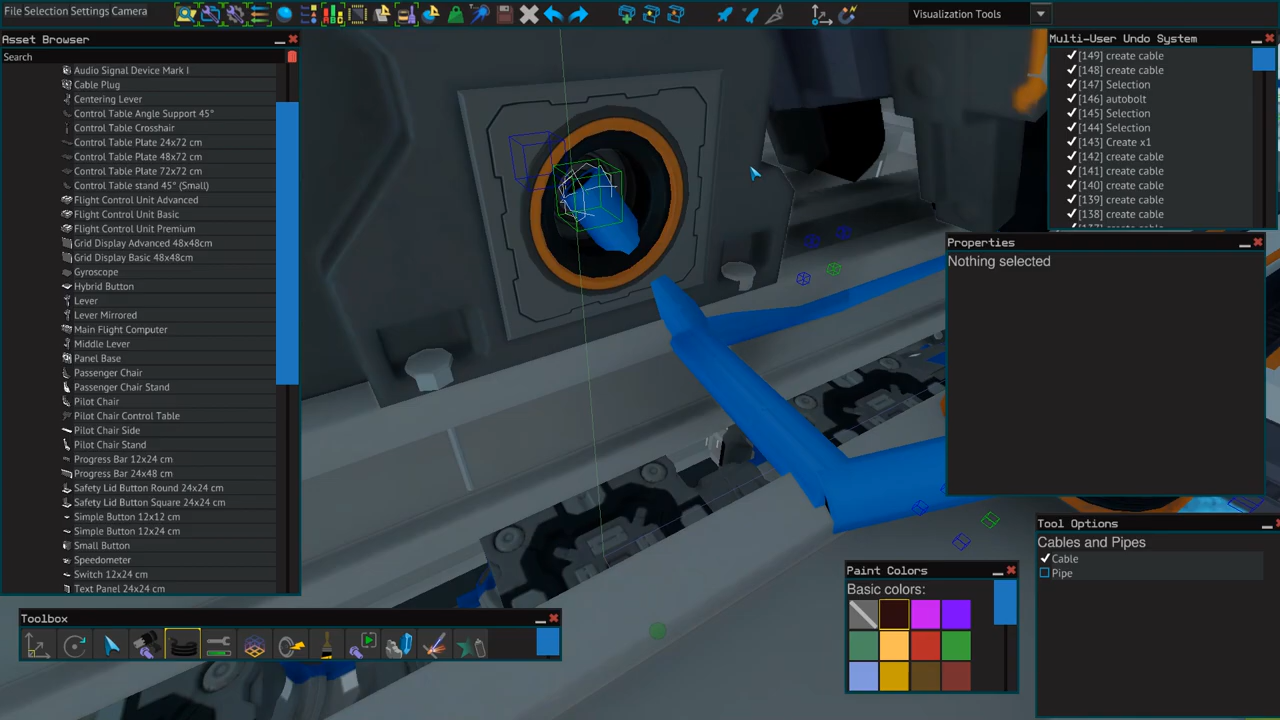 File Selection Settings Camera
Visualization Tools
Asset Browser
Search
Audio Signal Device Mark I
Cable Plug
Centering Lever
Control Table Angle Support 45°
Control Table Crosshair
Control Table Plate 24x72 cm
Control Table Plate 48x72 cm
Control Table Plate 72x72 cm
Control Table stand 45° (Small)
Flight Control Unit Advanced
Flight Control Unit Basic
Flight Control Unit Premium
Grid Display Advanced 48x48cm
Grid Display Basic 48x48cm
Gyroscope
Hybrid Button
Lever
Lever Mirrored
Main Flight Computer
Middle Lever
Panel Base
Passenger Chair
Passenger Chair Stand
Pilot Chair
Pilot Chair Control Table
Pilot Chair Side
Pilot Chair Stand
Progress Bar 12x24 cm
Progress Bar 24x48 cm
Safety Lid Button Round 24x24 cm
Safety Lid Button Square 24x24 cm
Simple Button 12x12 cm
Simple Button 12x24 cm
Small Button
Speedometer
Switch 12x24 cm
Text Panel 24x24 cm
Toolbox
Multi-User Undo System
[149] create cable
[148] create cable
[147] Selection
[146] autobolt
[145] Selection
[144] Selection
[143] Create x1
[142] create cable
[141] create cable
[140] create cable
[139] create cable
[138] create cable
[137] create cable
Properties
Nothing selected
Tool Options
Cables and Pipes
Cable
Pipe
Paint Colors
Basic colors: